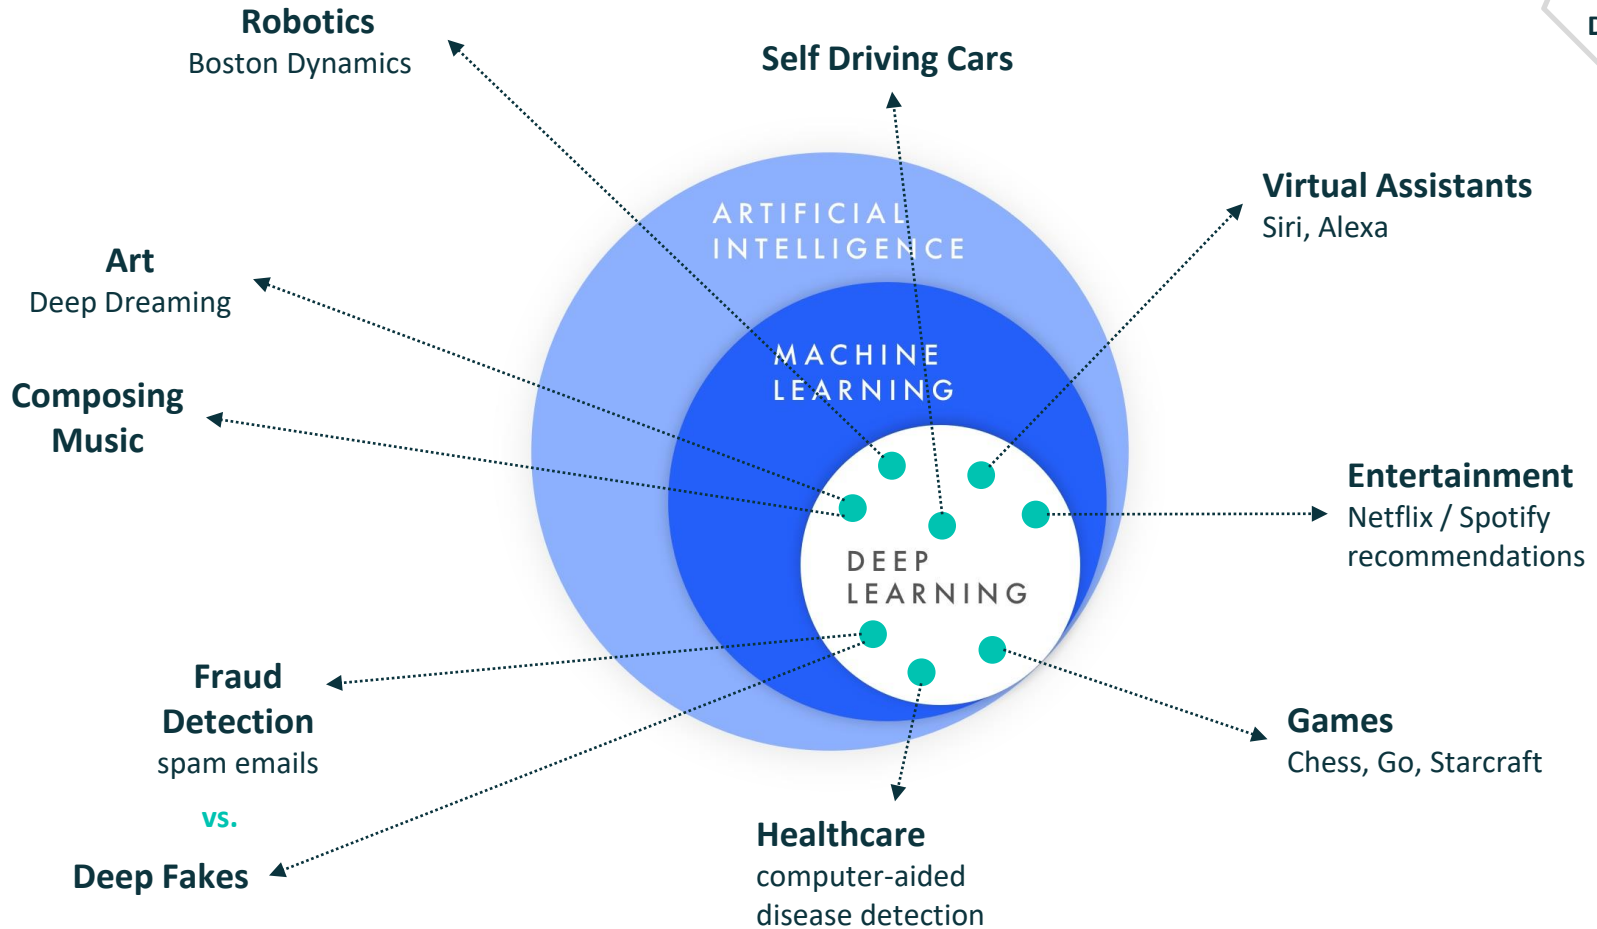 Robotics
Boston Dynamics
Self Driving Cars
Virtual Assistants
Siri, Alexa
ARTIFICIAL
INTELLIGENCE
Art
Deep Dreaming
MACHINE
LEARNING
Composing
Music
Entertainment
Netflix / Spotify
recommendations
DEEP
LEARNING
Fraud
Detection
spam emails
vs.
Deep Fakes
Games
Chess, Go, Starcraft
Healthcare
computer-aided
disease detection